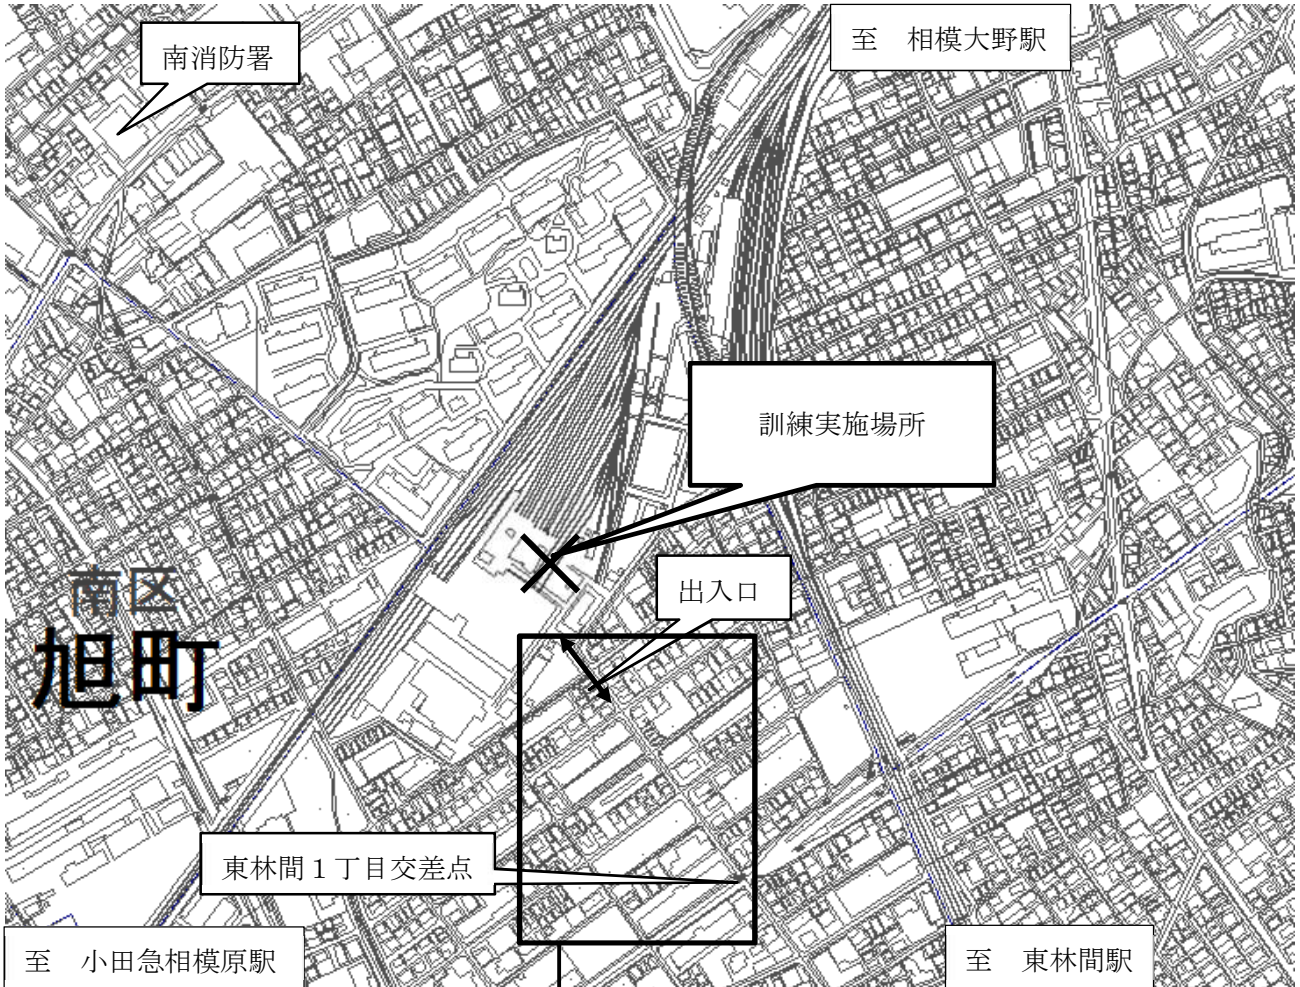 至　相模大野駅
南消防署
訓練実施場所
出入口
南区
旭町
東林間１丁目交差点
至　小田急相模原駅
至　東林間駅